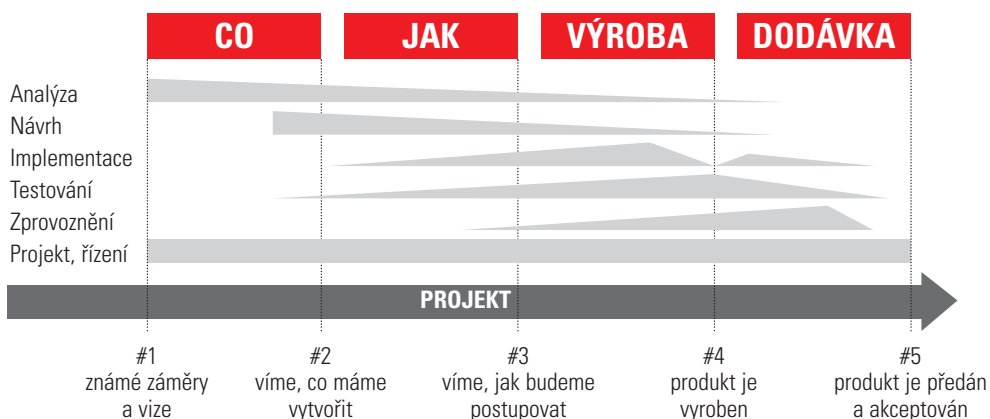 CO
JAK
VÝROBA
DODÁVKA
Analýza
Návrh
Implementace
Testování
Zprovoznění
Projekt, řízení
PROJEKT
#1
známé záměry
a vize
#2
víme, co máme
vytvořit
#3
víme, jak budeme
postupovat
#4
produkt je
vyroben
#5
produkt je předán
a akceptován